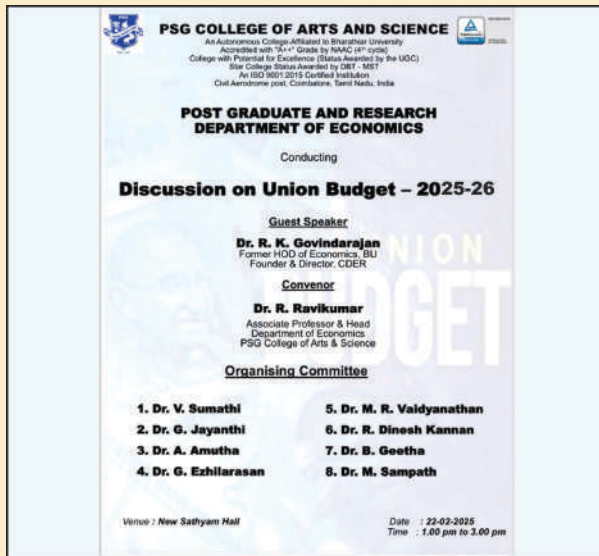 PSG
PSG COLLEGE OF ARTS AND SCIENCE
An Autonomous College-Affiliated to Bharathiar University
Accredited with "A++" Grade by NAAC (4th cycle)
College with Potential for Excellence (Status Awarded by the UGC)
Star College Status Awarded by DBT - MST
An ISO 9001:2015 Certified Institution
Civil Aerodrome post, Coimbatore, Tamil Nadu, India
POST GRADUATE AND RESEARCH
DEPARTMENT OF ECONOMICS
Conducting
Discussion on Union Budget – 2025-26
Guest Speaker
Dr. R. K. Govindarajan
Former HOD of Economics, BU
Founder & Director, CDER
UNION
BUDGET
Convenor
Dr. R. Ravikumar
Associate Professor & Head
Department of Economics
PSG College of Arts & Science
Organising Committee
1. Dr. V. Sumathi
2. Dr. G. Jayanthi
3. Dr. A. Amutha
4. Dr. G. Ezhilarasan
5. Dr. M. R. Vaidyanathan
6. Dr. R. Dinesh Kannan
7. Dr. B. Geetha
8. Dr. M. Sampath
Venue : New Sathyam Hall
Date : 22-02-2025
Time : 1.00 pm to 3.00 pm